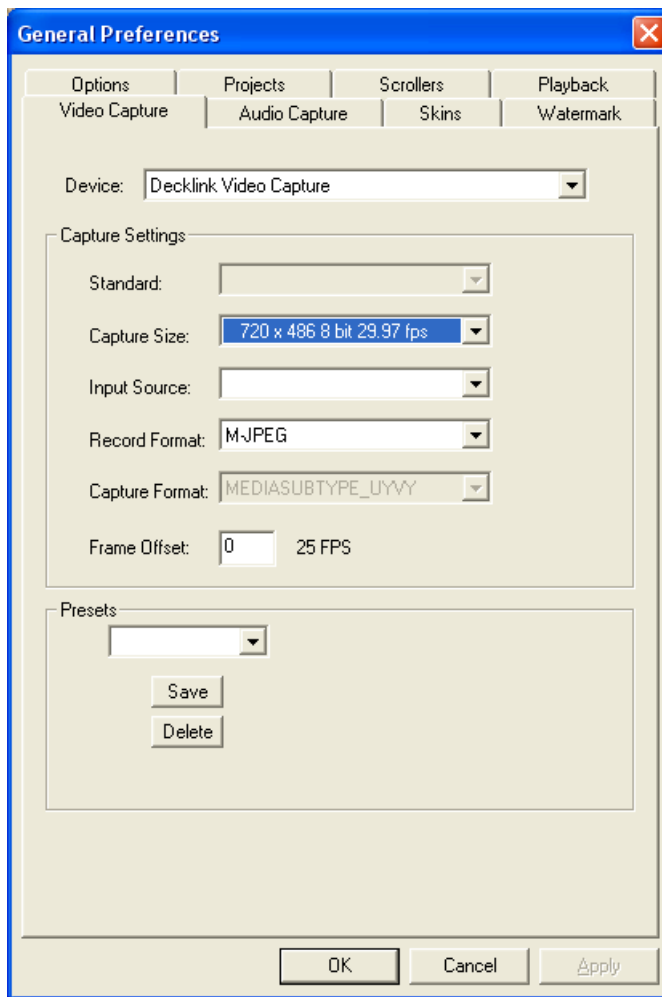 General Preferences
Options Projects Scrollers Playback
Video Capture Audio Capture Skins Watermark
Device: Decklink Video Capture
Capture Settings
Standard:
Capture Size: 720 x 486 8 bit 29.97 fps
Input Source:
Record Format: M-JPEG
Capture Format: MEDIASUBTYPE_UYVY
Frame Offset: 0 25 FPS
Presets
Save
Delete
OK Cancel Apply